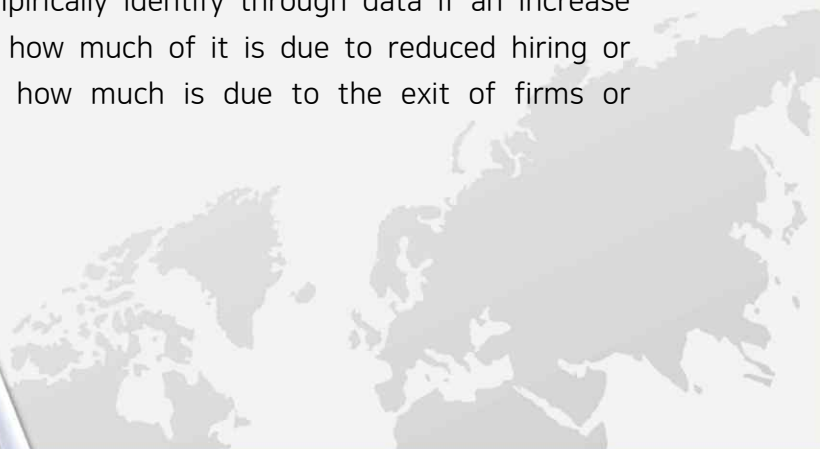 empirically identify through data if an increase
how much of it is due to reduced hiring or
how much is due to the exit of firms or